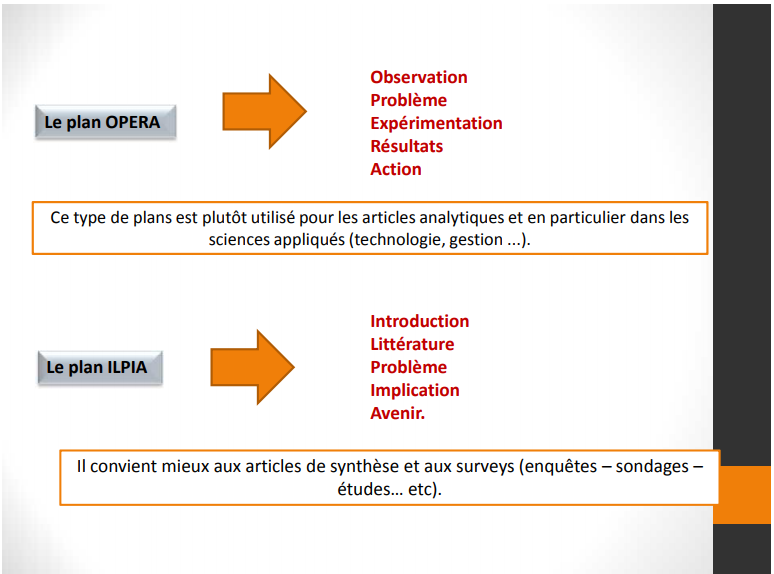 Le plan OPERA
Observation
Problème
Expérimentation
Résultats
Action
Ce type de plans est plutôt utilisé pour les articles analytiques et en particulier dans les
sciences appliqués (technologie, gestion ...).
Le plan ILPIA
Introduction
Littérature
Problème
Implication
Avenir.
Il convient mieux aux articles de synthèse et aux surveys (enquêtes – sondages –
études… etc).